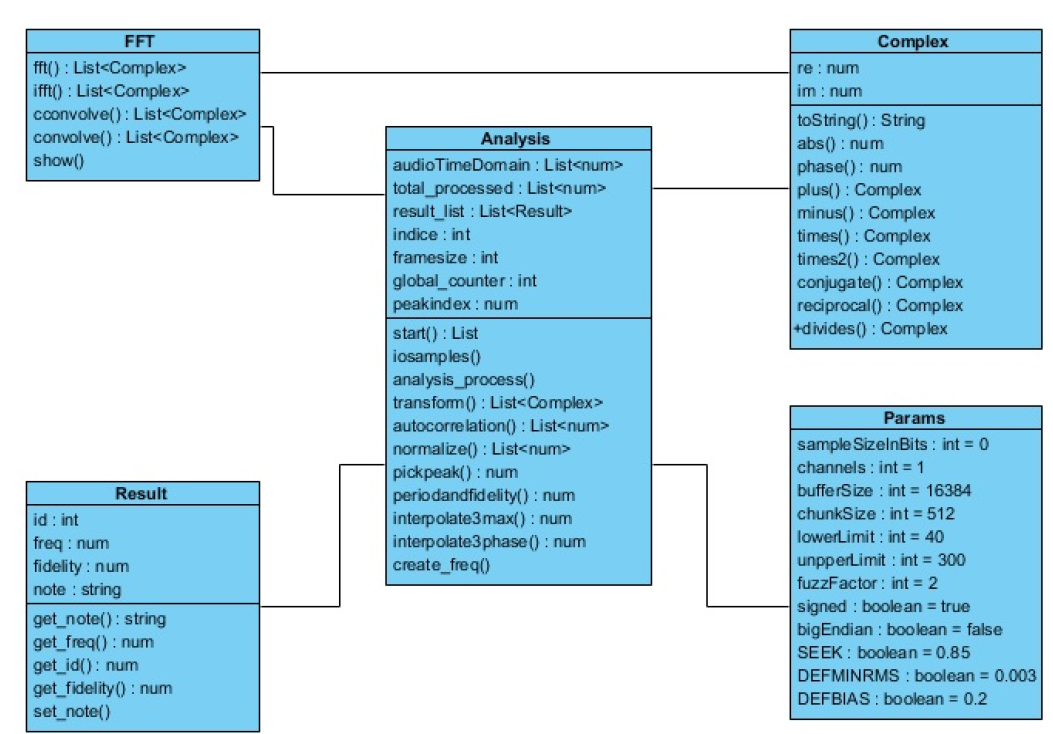 FFT
fft() : List<Complex>
ifft() : List<Complex>
cconvolve() : List<Complex>
convolve() : List<Complex>
show()
Complex
re : num
im : num
toString() : String
abs() : num
phase() : num
plus() : Complex
minus() : Complex
times() : Complex
times2() : Complex
conjugate() : Complex
reciprocal() : Complex
+divides() : Complex
Analysis
audioTimeDomain : List<num>
total_processed : List<num>
result_list : List<Result>
indice : int
framesize : int
global_counter : int
peakindex : num
start() : List
iosamples()
analysis_process()
transform() : List<Complex>
autocorrelation() : List<num>
normalize() : List<num>
pickpeak() : num
periodandfidelity() : num
interpolate3max() : num
interpolate3phase() : num
create_freq()
Result
id : int
freq : num
fidelity : num
note : string
get_note() : string
get_freq() : num
get_id() : num
get_fidelity() : num
set_note()
Params
sampleSizeInBits : int = 0
channels : int = 1
bufferSize : int = 16384
chunkSize : int = 512
lowerLimit : int = 40
unpperLimit : int = 300
fuzzFactor : int = 2
signed : boolean = true
bigEndian : boolean = false
SEEK : boolean = 0.85
DEFMINRMS : boolean = 0.003
DEFBIAS : boolean = 0.2